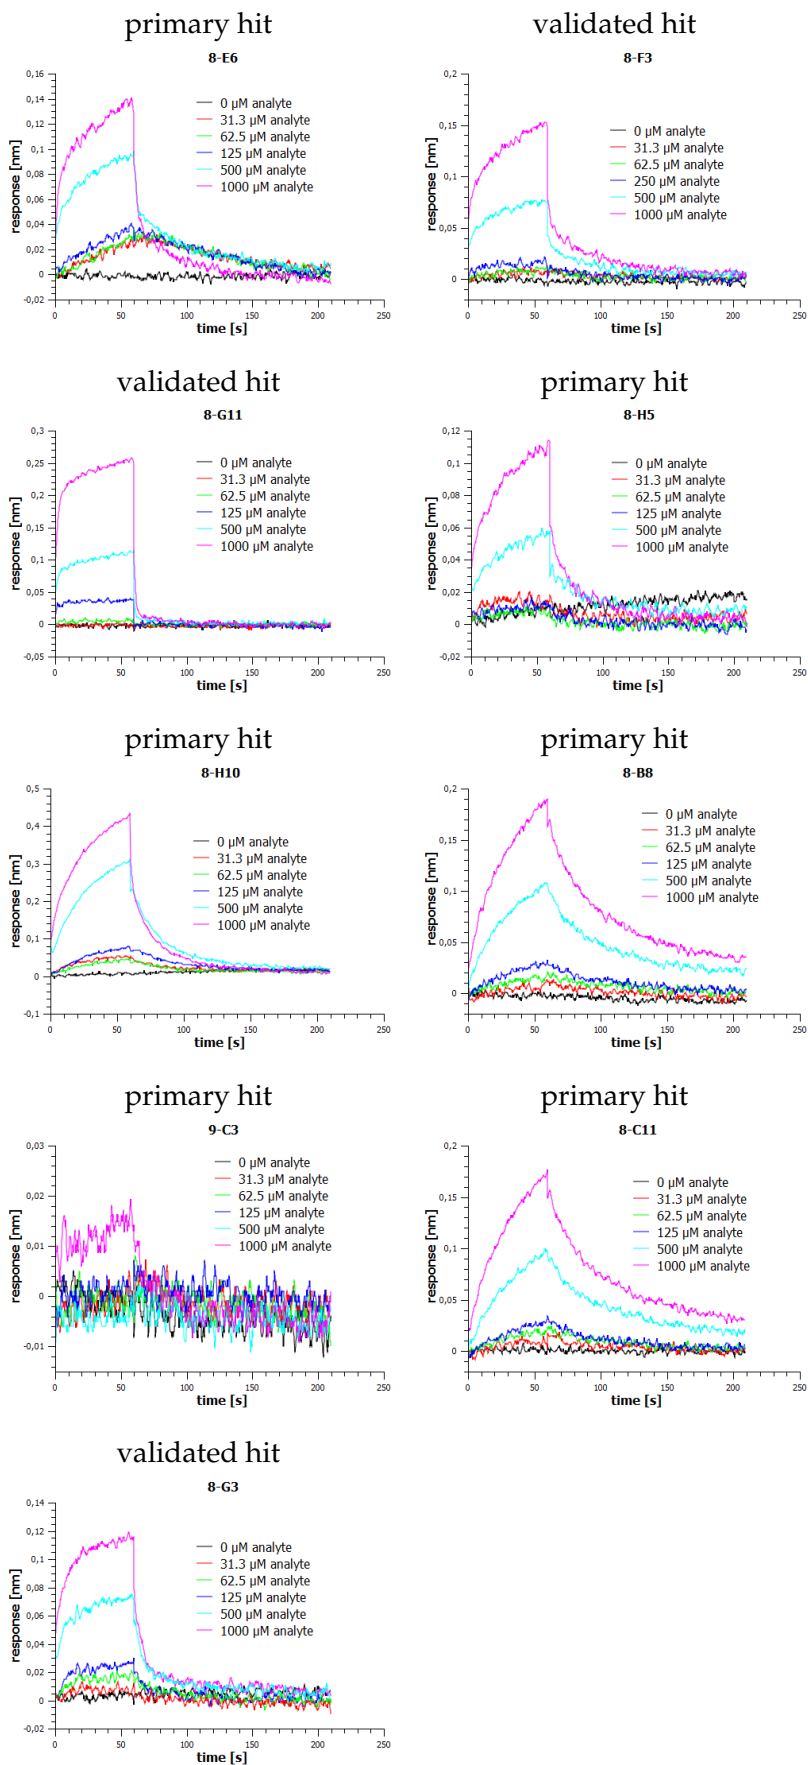 primary hit
8-E6
0,16
0,14
0,12
0,1
0,08
0,06
0,04
0,02
0
-0,02
response [nm]
0 µM analyte
31.3 µM analyte
62.5 µM analyte
125 µM analyte
500 µM analyte
1000 µM analyte
0 50 100 150 200 250
time [s]
validated hit
8-F3
0,2
0,15
0,1
0,05
0
response [nm]
0 µM analyte
31.3 µM analyte
62.5 µM analyte
250 µM analyte
500 µM analyte
1000 µM analyte
0 50 100 150 200 250
time [s]
validated hit
8-G11
0,3
0,25
0,2
0,15
0,1
0,05
0
-0,05
response [nm]
0 µM analyte
31.3 µM analyte
62.5 µM analyte
125 µM analyte
500 µM analyte
1000 µM analyte
0 50 100 150 200 250
time [s]
primary hit
8-H5
0,12
0,1
0,08
0,06
0,04
0,02
0
-0,02
response [nm]
0 µM analyte
31.3 µM analyte
62.5 µM analyte
125 µM analyte
500 µM analyte
1000 µM analyte
0 50 100 150 200 250
time [s]
primary hit
8-H10
0,5
0,4
0,3
0,2
0,1
0
-0,1
response [nm]
0 µM analyte
31.3 µM analyte
62.5 µM analyte
125 µM analyte
500 µM analyte
1000 µM analyte
0 50 100 150 200 250
time [s]
primary hit
8-B8
0,2
0,15
0,1
0,05
0
response [nm]
0 µM analyte
31.3 µM analyte
62.5 µM analyte
125 µM analyte
500 µM analyte
1000 µM analyte
0 50 100 150 200 250
time [s]
primary hit
9-C3
0,03
0,02
0,01
0
-0,01
response [nm]
0 µM analyte
31.3 µM analyte
62.5 µM analyte
125 µM analyte
500 µM analyte
1000 µM analyte
0 50 100 150 200 250
time [s]
primary hit
8-C11
0,2
0,15
0,1
0,05
0
response [nm]
0 µM analyte
31.3 µM analyte
62.5 µM analyte
125 µM analyte
500 µM analyte
1000 µM analyte
0 50 100 150 200 250
time [s]
validated hit
8-G3
0,14
0,12
0,1
0,08
0,06
0,04
0,02
0
-0,02
response [nm]
0 µM analyte
31.3 µM analyte
62.5 µM analyte
125 µM analyte
500 µM analyte
1000 µM analyte
0 50 100 150 200 250
time [s]